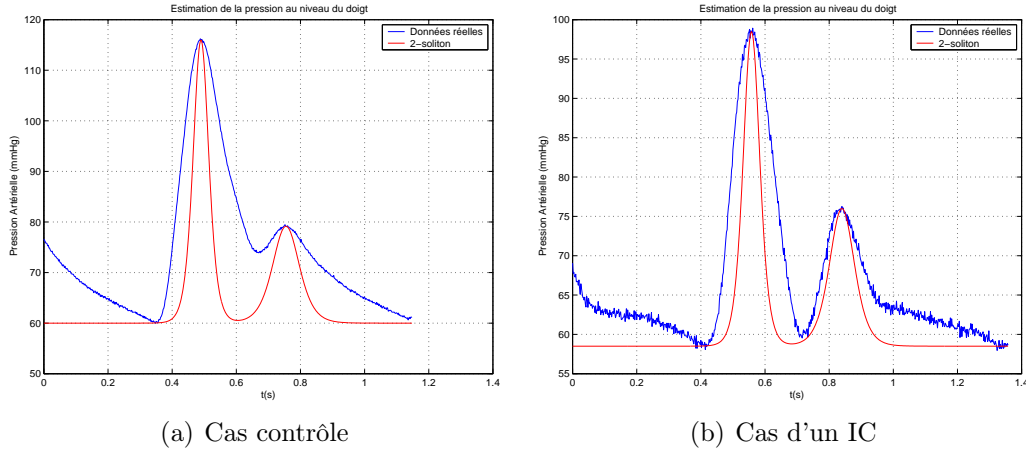 Estimation de la pression au niveau du doigt
Données réelles
2−soliton
Pression Artérielle (mmHg)
120
110
100
90
80
70
60
50
0 0.2 0.4 0.6 0.8 1 1.2 1.4
t(s)
(a) Cas contrôle
Estimation de la pression au niveau du doigt
Données réelles
2−soliton
Pression Artérielle (mmHg)
100
95
90
85
80
75
70
65
60
55
0 0.2 0.4 0.6 0.8 1 1.2 1.4
t(s)
(b) Cas d'un IC